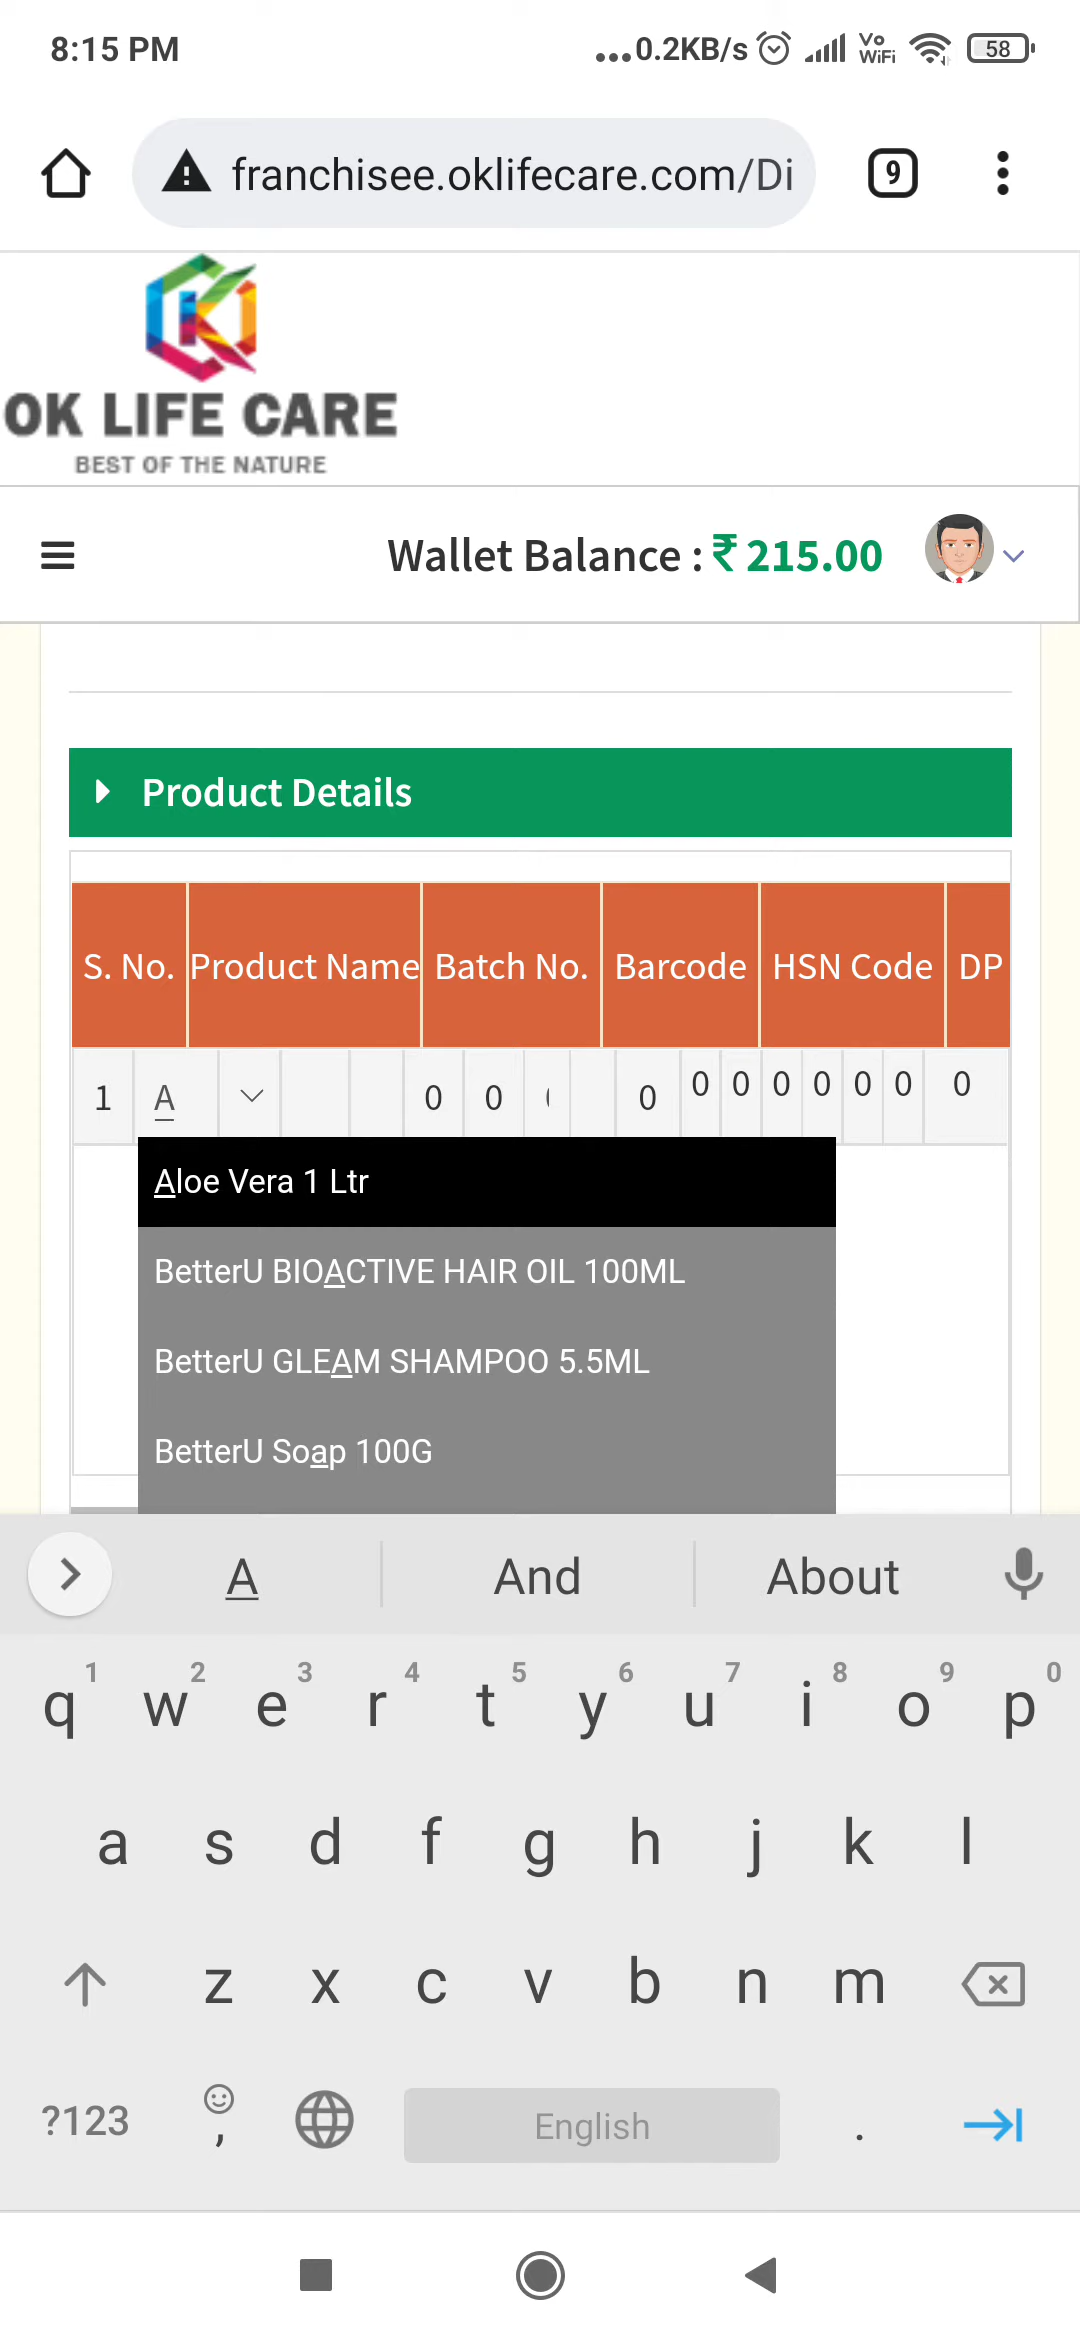 8:15 PM
...0.2KB/s Vo WiFi 58
franchisee.oklifecare.com/Di 9
OK LIFE CARE
BEST OF THE NATURE
Wallet Balance : ₹ 215.00
Product Details
S. No. Product Name Batch No. Barcode HSN Code DP
1 A 0 0 0 0 0 0 0 0 0 0
Aloe Vera 1 Ltr
BetterU BIOACTIVE HAIR OIL 100ML
BetterU GLEAM SHAMPOO 5.5ML
BetterU Soap 100G
A And About
1 2 3 4 5 6 7 8 9 0
q w e r t y u i o p
a s d f g h j k l
z x c v b n m
?123 , English .